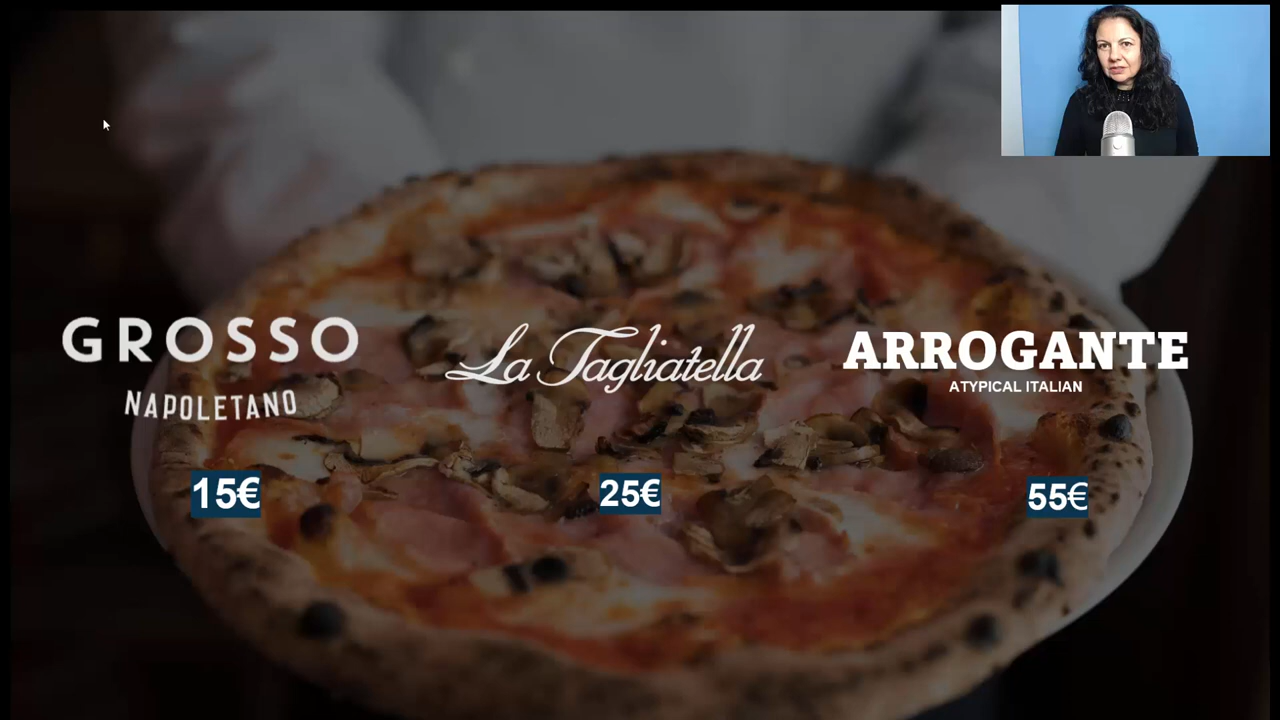 GROSSO
NAPOLETANO
La Tagliatella
ARROGANTE
ATYPICAL ITALIAN
15€
25€
55€